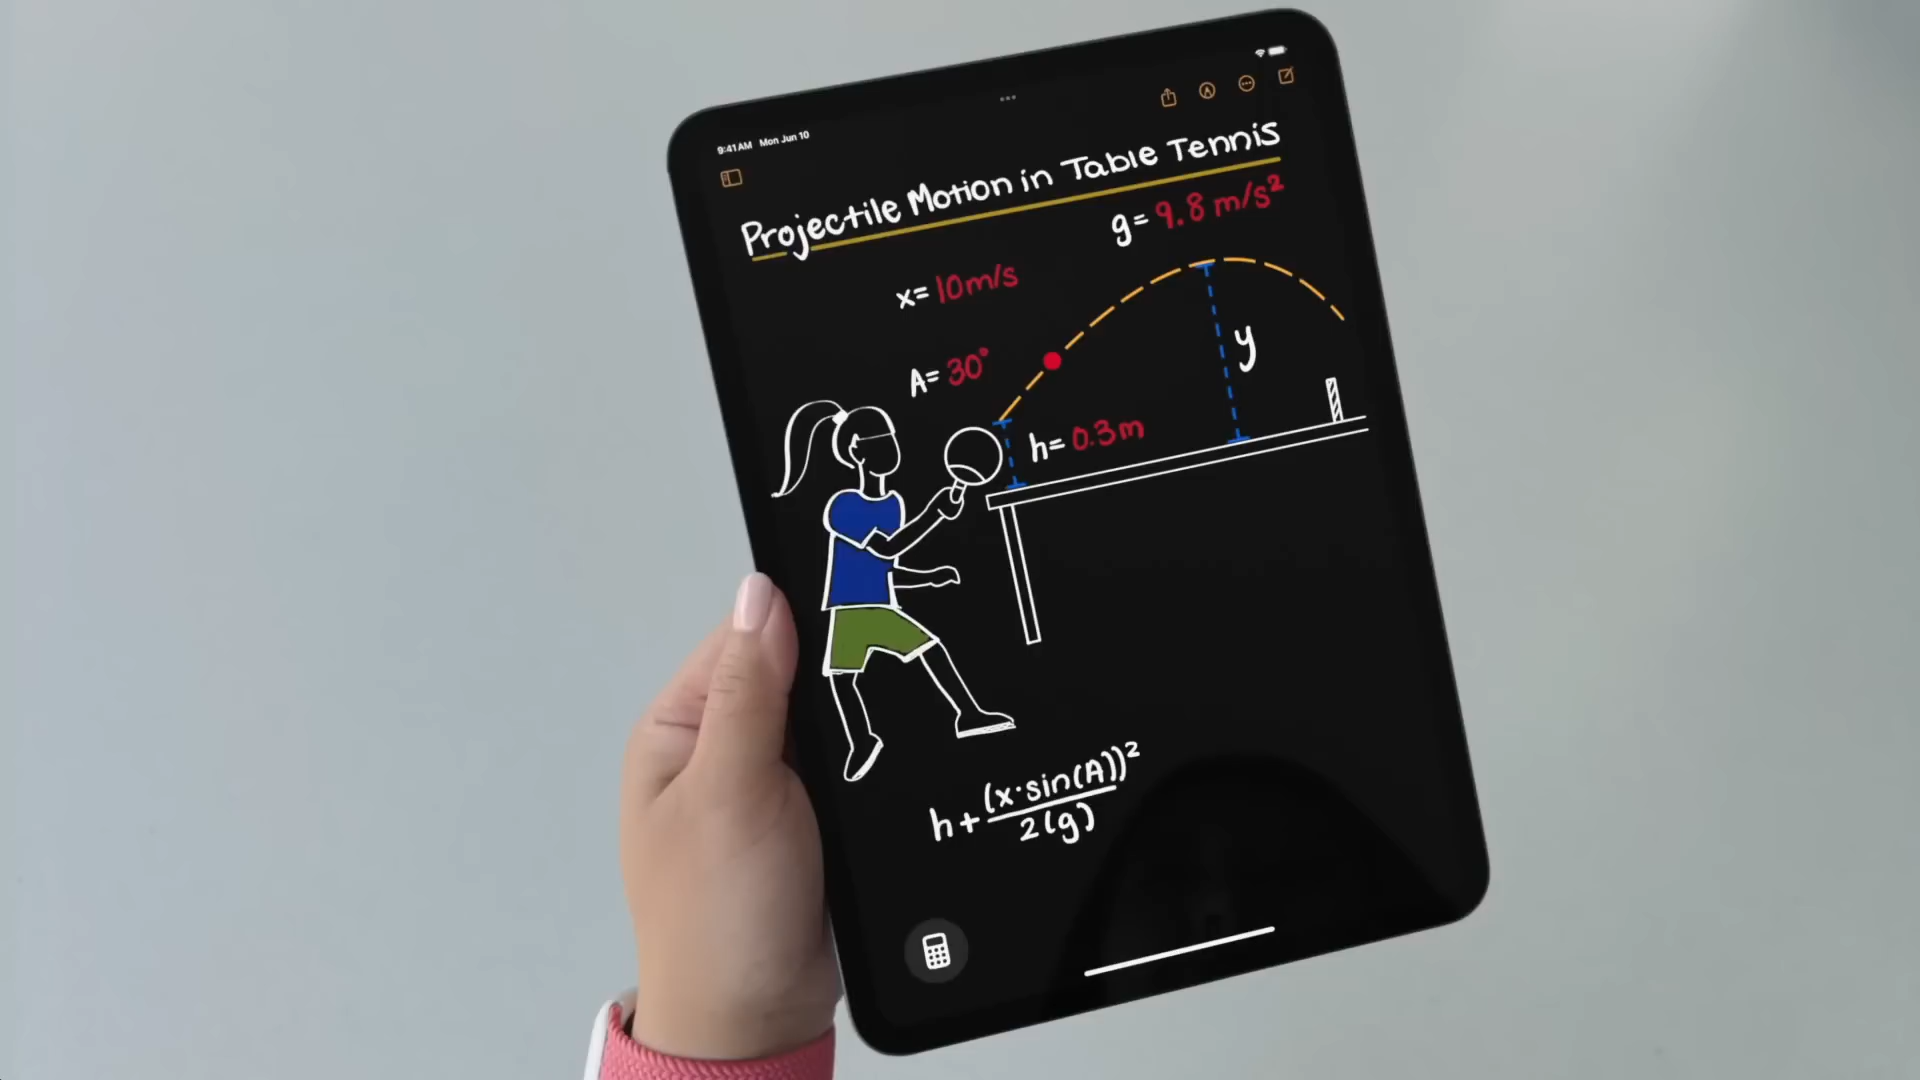 9:41 AM Mon Jun 10
Projectile Motion in Table Tennis
g= 9.8 m/s²
x= 10m/s
A= 30°
y
h= 0.3m
h+(x·sin(A))²/2(g)